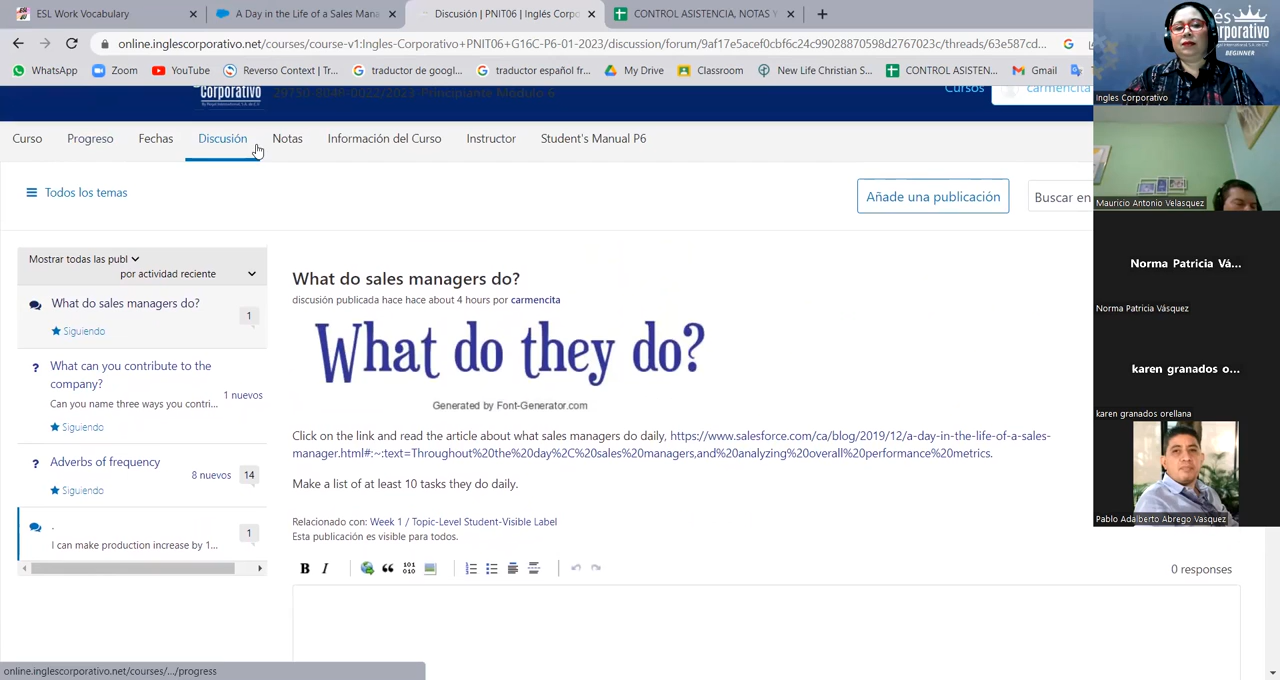 ESL Work Vocabulary
A Day in the Life of a Sales Mana
Discusión | PNIT06 | Inglés Corpo
CONTROL ASISTENCIA, NOTAS Y
online.inglescorporativo.net/courses/course-v1:Ingles-Corporativo+PNIT06+G16C-P6-01-2023/discussion/forum/9af17e5ace0cbf6c24c99028870598d2767023c/threads/63e587cd...
WhatsApp
Zoom
YouTube
Reverso Context | Tr...
traductor de googl...
traductor español fr...
My Drive
Classroom
New Life Christian S...
CONTROL ASISTEN...
Gmail
corporativo
Principiante Módulo 6
Cursos
carmencita
Curso
Progreso
Fechas
Discusión
Notas
Información del Curso
Instructor
Student's Manual P6
Todos los temas
Añade una publicación
Buscar en
Mostrar todas las publ
por actividad reciente
What do sales managers do?
1
Siguiendo
What can you contribute to the
company?
1 nuevos
Can you name three ways you contri...
Siguiendo
Adverbs of frequency
8 nuevos
14
Siguiendo
.
1
I can make production increase by 1...
What do sales managers do?
discusión publicada hace hace about 4 hours por carmencita
What do they do?
Generated by Font-Generator.com
Click on the link and read the article about what sales managers do daily, https://www.salesforce.com/ca/blog/2019/12/a-day-in-the-life-of-a-sales-
manager.html#:~:text=Throughout%20the%20day%2C%20sales%20managers,and%20analyzing%20overall%20performance%20metrics.
Make a list of at least 10 tasks they do daily.
Relacionado con: Week 1 / Topic-Level Student-Visible Label
Esta publicación es visible para todos.
B I
0 responses
online.inglescorporativo.net/courses/.../progress
Corporativo
BEGINNER
Ingles Corporativo
Mauricio Antonio Velasquez
Norma Patricia Vá...
Norma Patricia Vásquez
karen granados o...
karen granados orellana
Pablo Adalberto Abrego Vasquez